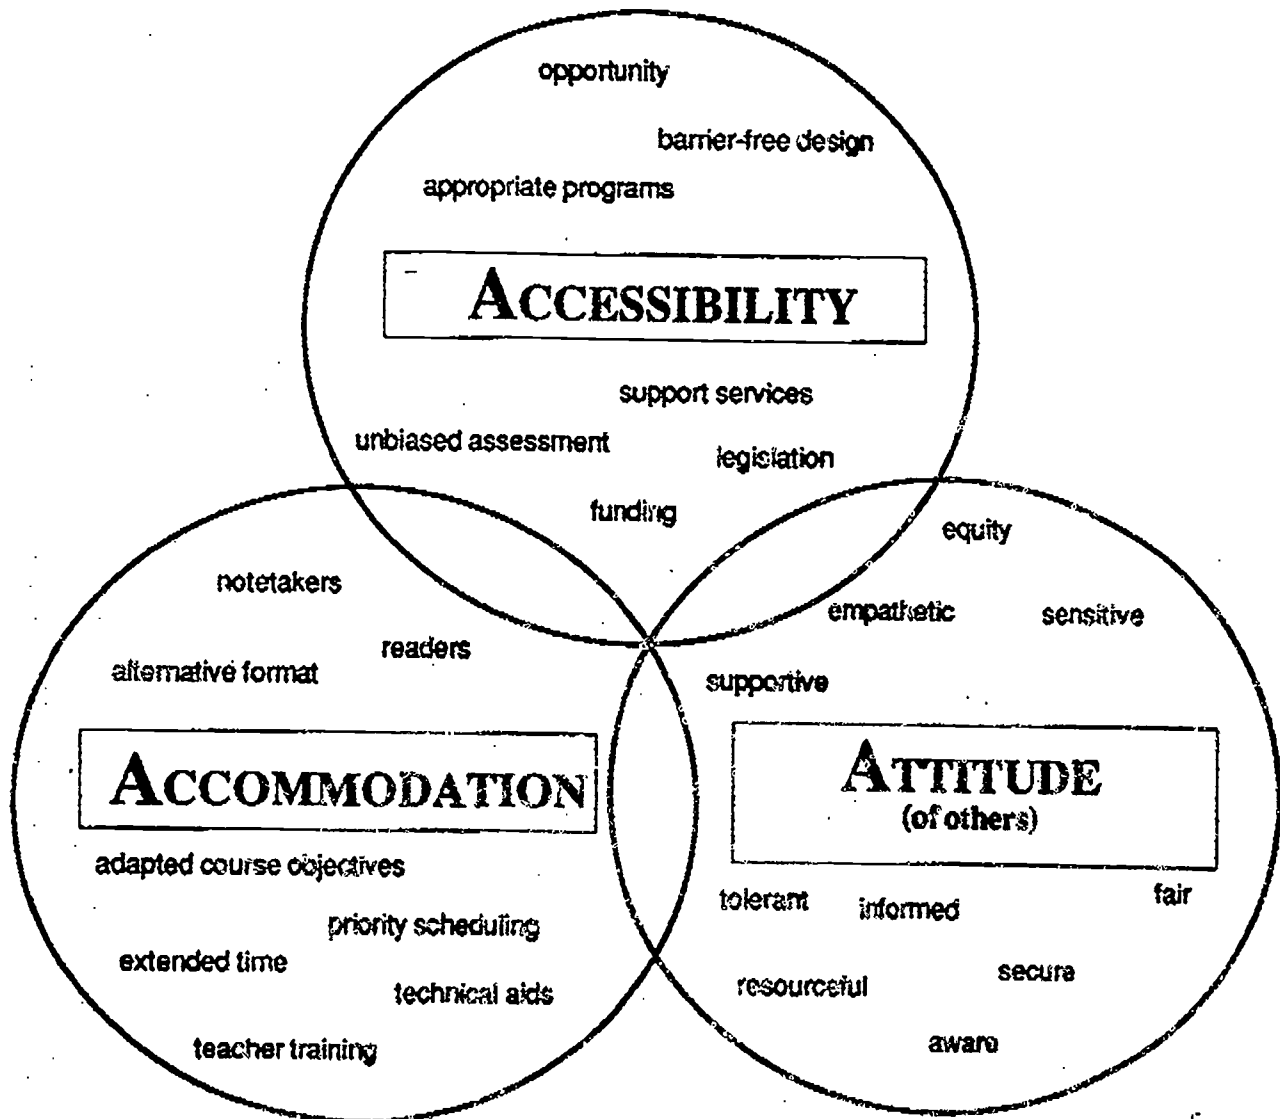 opportunity
barrier-free design
appropriate programs
ACCESSIBILITY
support services
unbiased assessment
legislation
funding
equity
notetakers
empathetic
sensitive
readers
alternative format
supportive
ACCOMMODATION
ATTITUDE
(of others)
adapted course objectives
tolerant
informed
fair
priority scheduling
extended time
secure
resourceful
technical aids
aware
teacher training